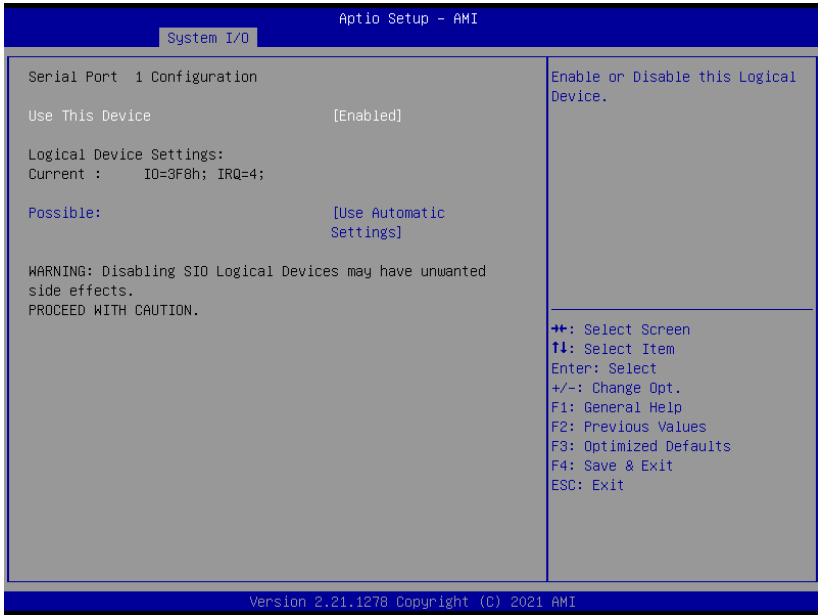 Aptio Setup – AMI
System I/O
Serial Port 1 Configuration
Use This Device [Enabled]
Logical Device Settings:
Current : IO=3F8h; IRQ=4;
Possible: [Use Automatic
Settings]
WARNING: Disabling SIO Logical Devices may have unwanted
side effects.
PROCEED WITH CAUTION.
Enable or Disable this Logical
Device.
→←: Select Screen
↑↓: Select Item
Enter: Select
+/-: Change Opt.
F1: General Help
F2: Previous Values
F3: Optimized Defaults
F4: Save & Exit
ESC: Exit
Version 2.21.1278 Copyright (C) 2021 AMI